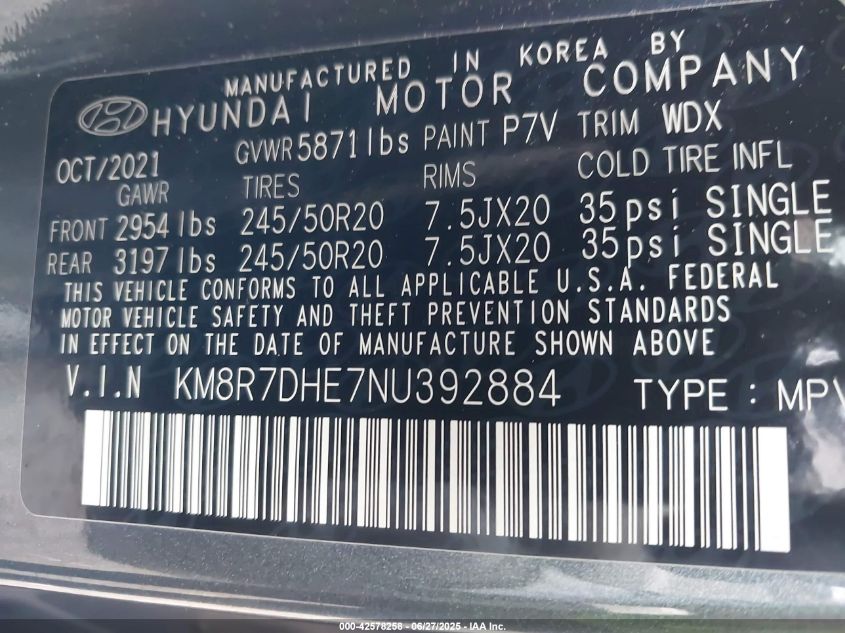 MANUFACTURED IN KOREA BY
HYUNDAI MOTOR COMPANY
OCT/2021 GVWR 5871 lbs PAINT P7V TRIM WDX
GAWR TIRES RIMS COLD TIRE INFL
FRONT 2954 lbs 245/50R20 7.5JX20 35psi SINGLE
REAR 3197 lbs 245/50R20 7.5JX20 35psi SINGLE
THIS VEHICLE CONFORMS TO ALL APPLICABLE U.S.A. FEDERAL
MOTOR VEHICLE SAFETY AND THEFT PREVENTION STANDARDS
IN EFFECT ON THE DATE OF MANUFACTURE SHOWN ABOVE
V.I.N KM8R7DHE7NU392884 TYPE : MPV
000-42578258 - 06/27/2025 - IAA Inc.